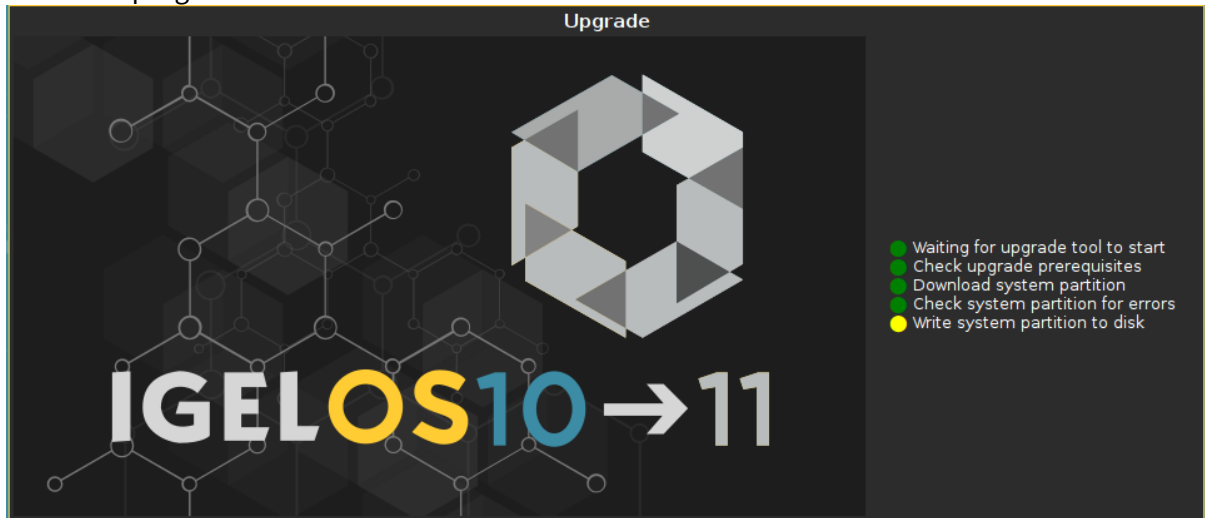 Upgrade
Waiting for upgrade tool to start
Check upgrade prerequisites
Download system partition
Check system partition for errors
Write system partition to disk
IGELOS10→11